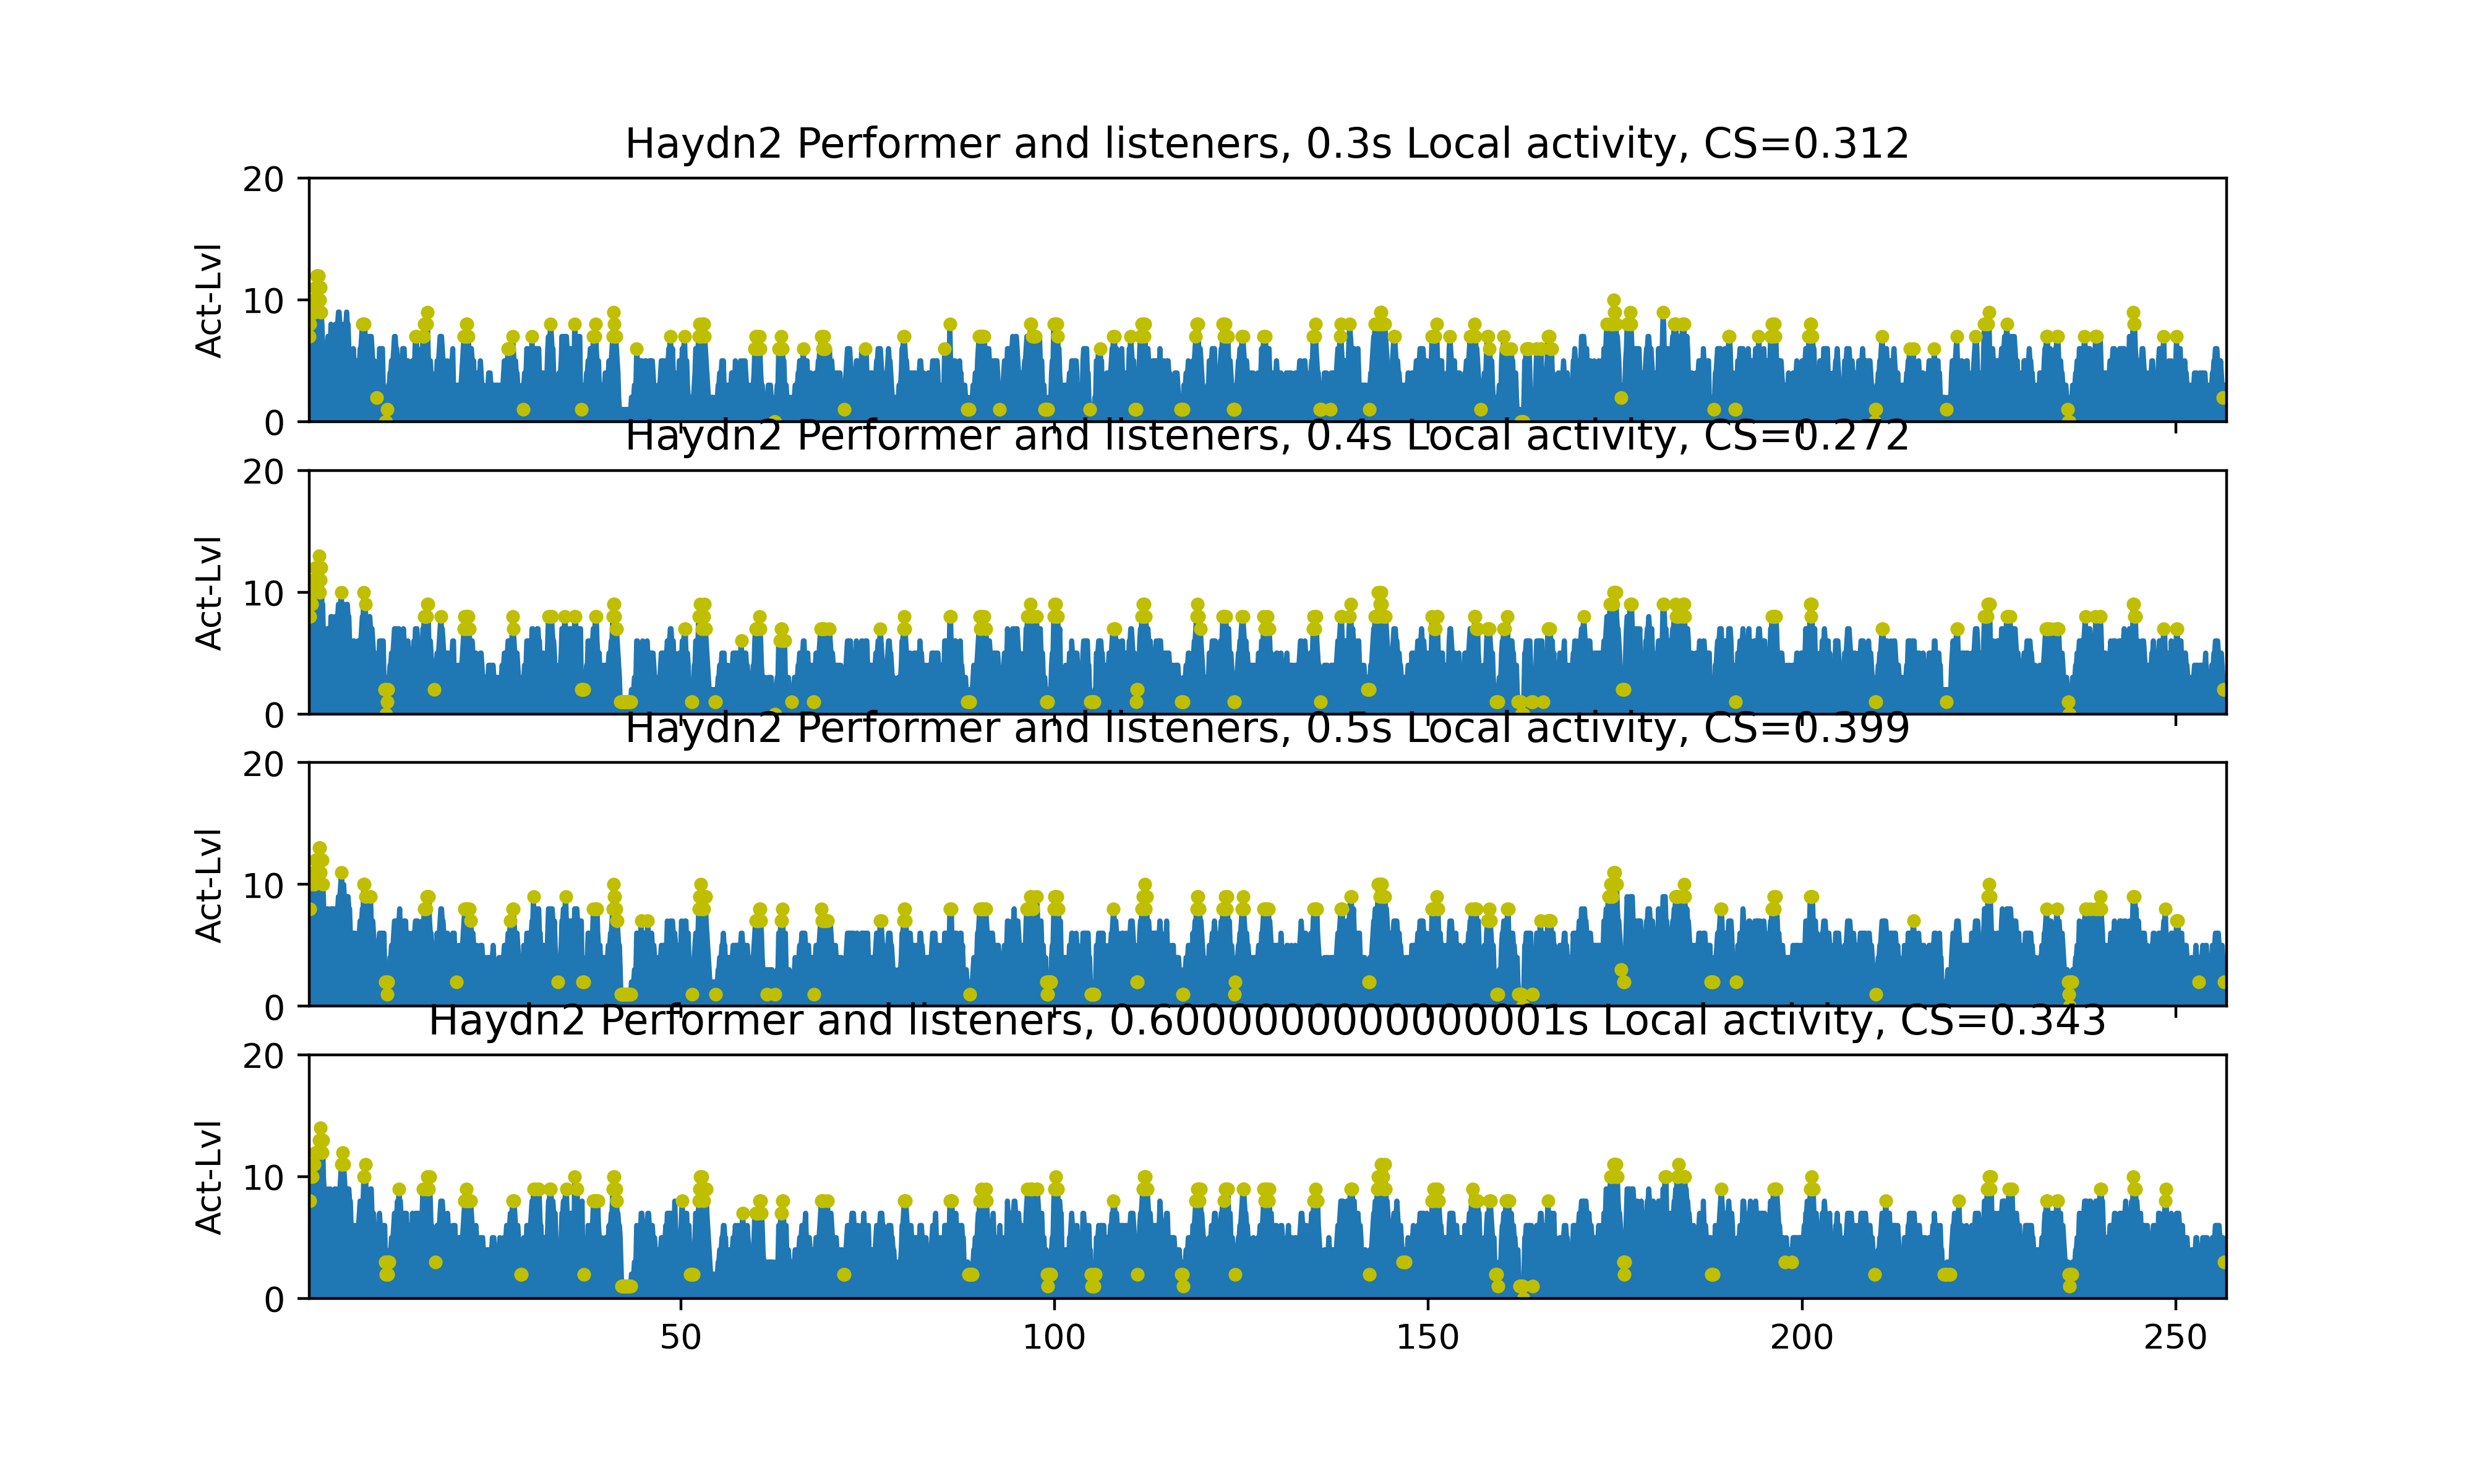 Haydn2 Performer and listeners, 0.3s Local activity, CS=0.312
20
10
0
Act-Lvl
Haydn2 Performer and listeners, 0.4s Local activity, CS=0.272
20
10
0
Act-Lvl
Haydn2 Performer and listeners, 0.5s Local activity, CS=0.399
20
10
0
Act-Lvl
Haydn2 Performer and listeners, 0.6000000000000001s Local activity, CS=0.343
20
10
0
Act-Lvl
50 100 150 200 250